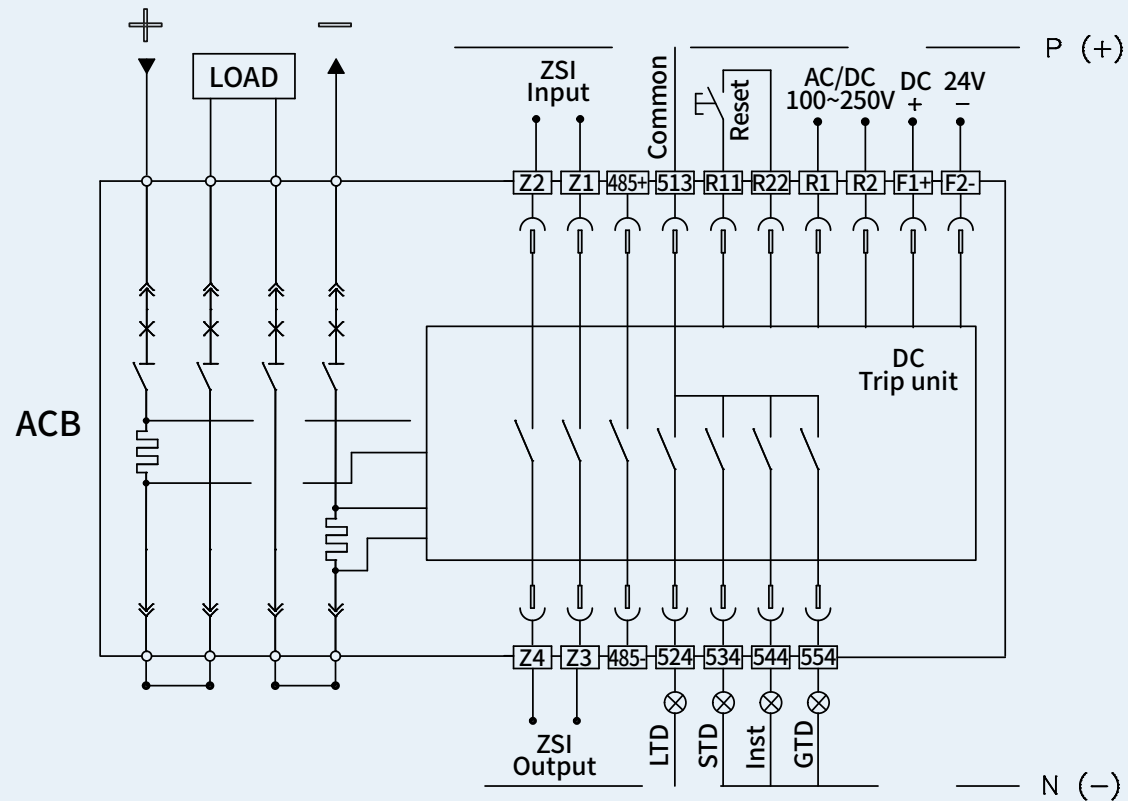 +
−
LOAD
ZSI
Input
Common
Reset
AC/DC
100~250V
DC 24V
+ −
P (+)
Z2 Z1 485+ 513 R11 R22 R1 R2 F1+ F2-
DC
Trip unit
ACB
Z4 Z3 485- 524 534 544 554
ZSI
Output
LTD
STD
Inst
GTD
N (−)